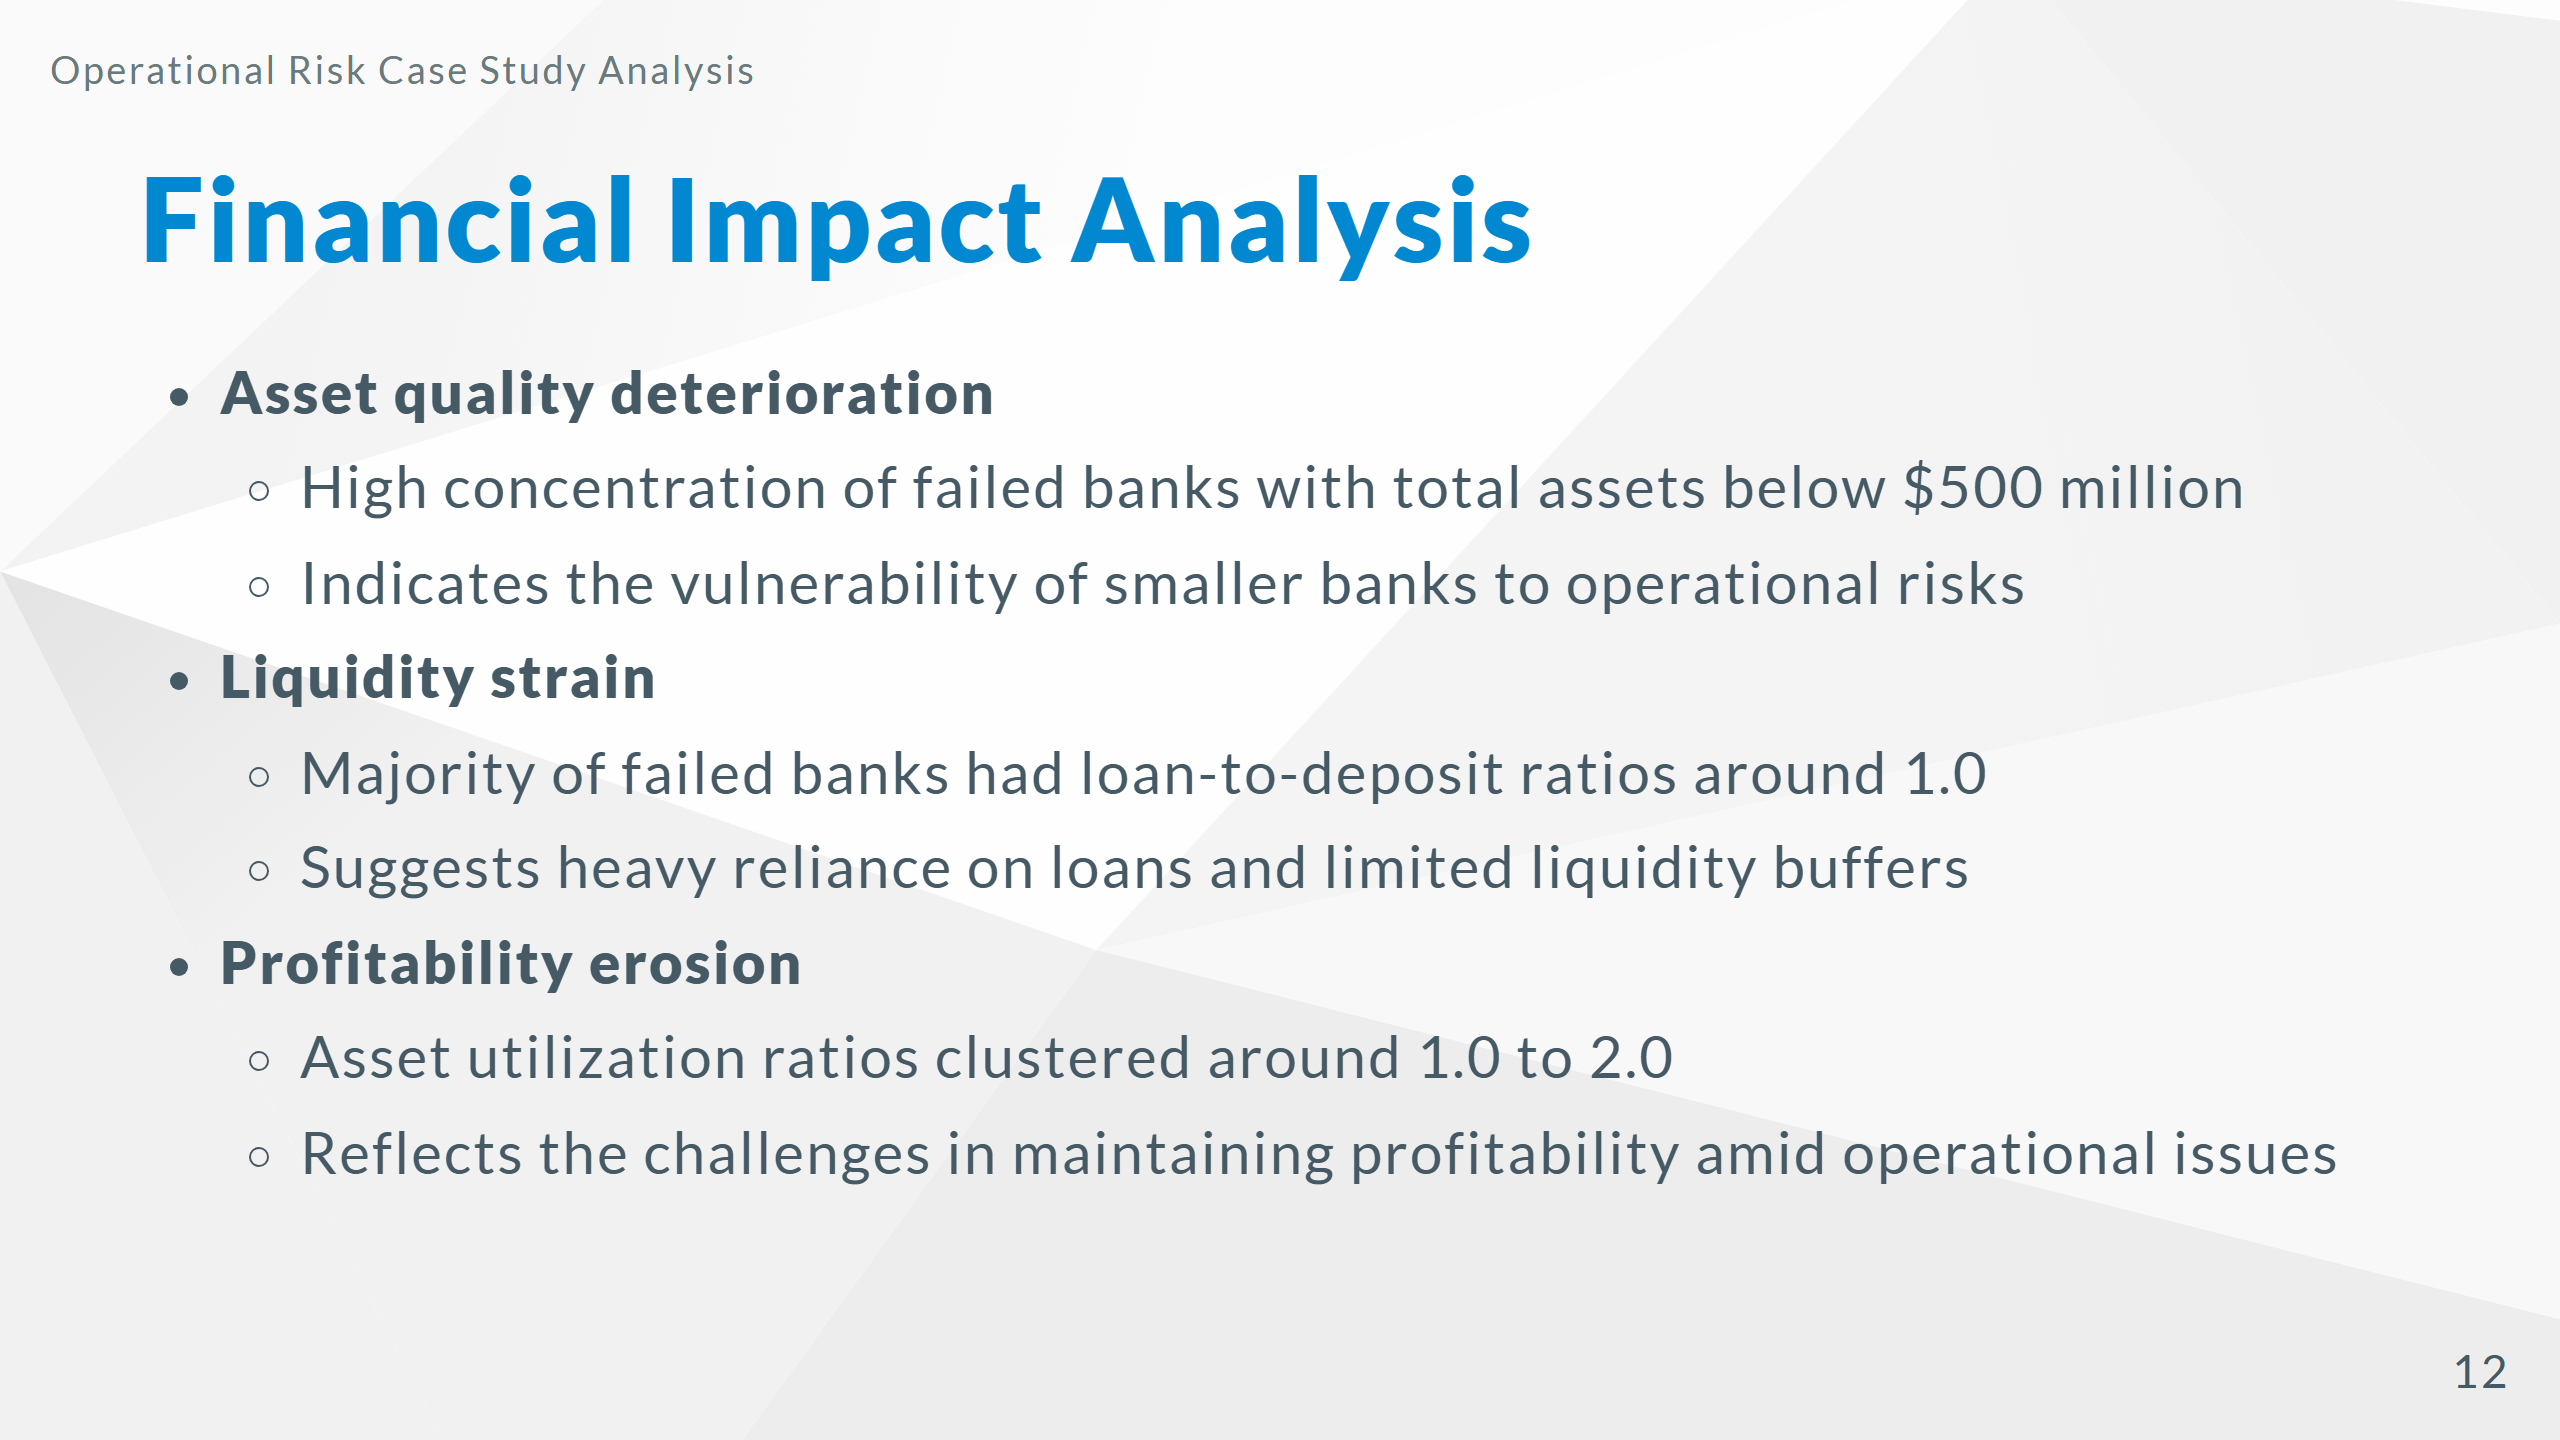 Operational Risk Case Study Analysis
Financial Impact Analysis
• Asset quality deterioration
○ High concentration of failed banks with total assets below $500 million
○ Indicates the vulnerability of smaller banks to operational risks
• Liquidity strain
○ Majority of failed banks had loan-to-deposit ratios around 1.0
○ Suggests heavy reliance on loans and limited liquidity buffers
• Profitability erosion
○ Asset utilization ratios clustered around 1.0 to 2.0
○ Reflects the challenges in maintaining profitability amid operational issues
12